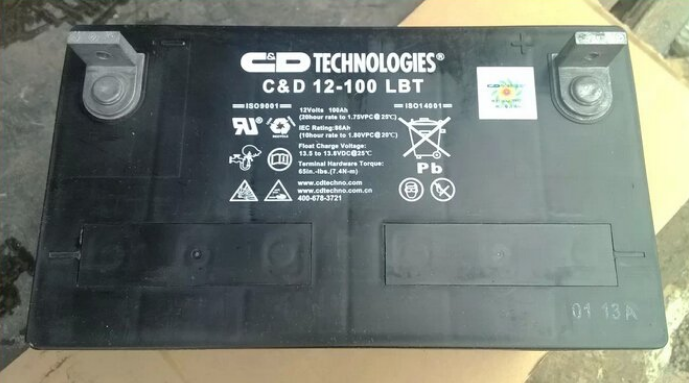 C&D TECHNOLOGIES®
C&D 12-100 LBT
ISO9001
ISO14001
12Volts 100Ah
(20hour rate to 1.75VPC@25°C)
IEC Rating:86Ah
(10hour rate to 1.80VPC@25°C)
Float Charge Voltage:
13.5 to 13.8VDC@25°C
Terminal Hardware Torque:
65in.-lbs.(7.4N-m)
www.cdtechno.com
www.cdtechno.com.cn
400-678-3721
Pb
01 13A